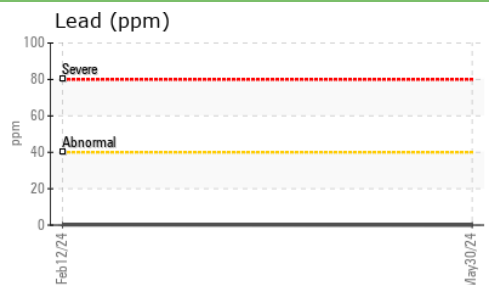 Lead (ppm)
100
Severe
80
60
ppm
Abnormal
40
20
0
Feb12/24
May30/24